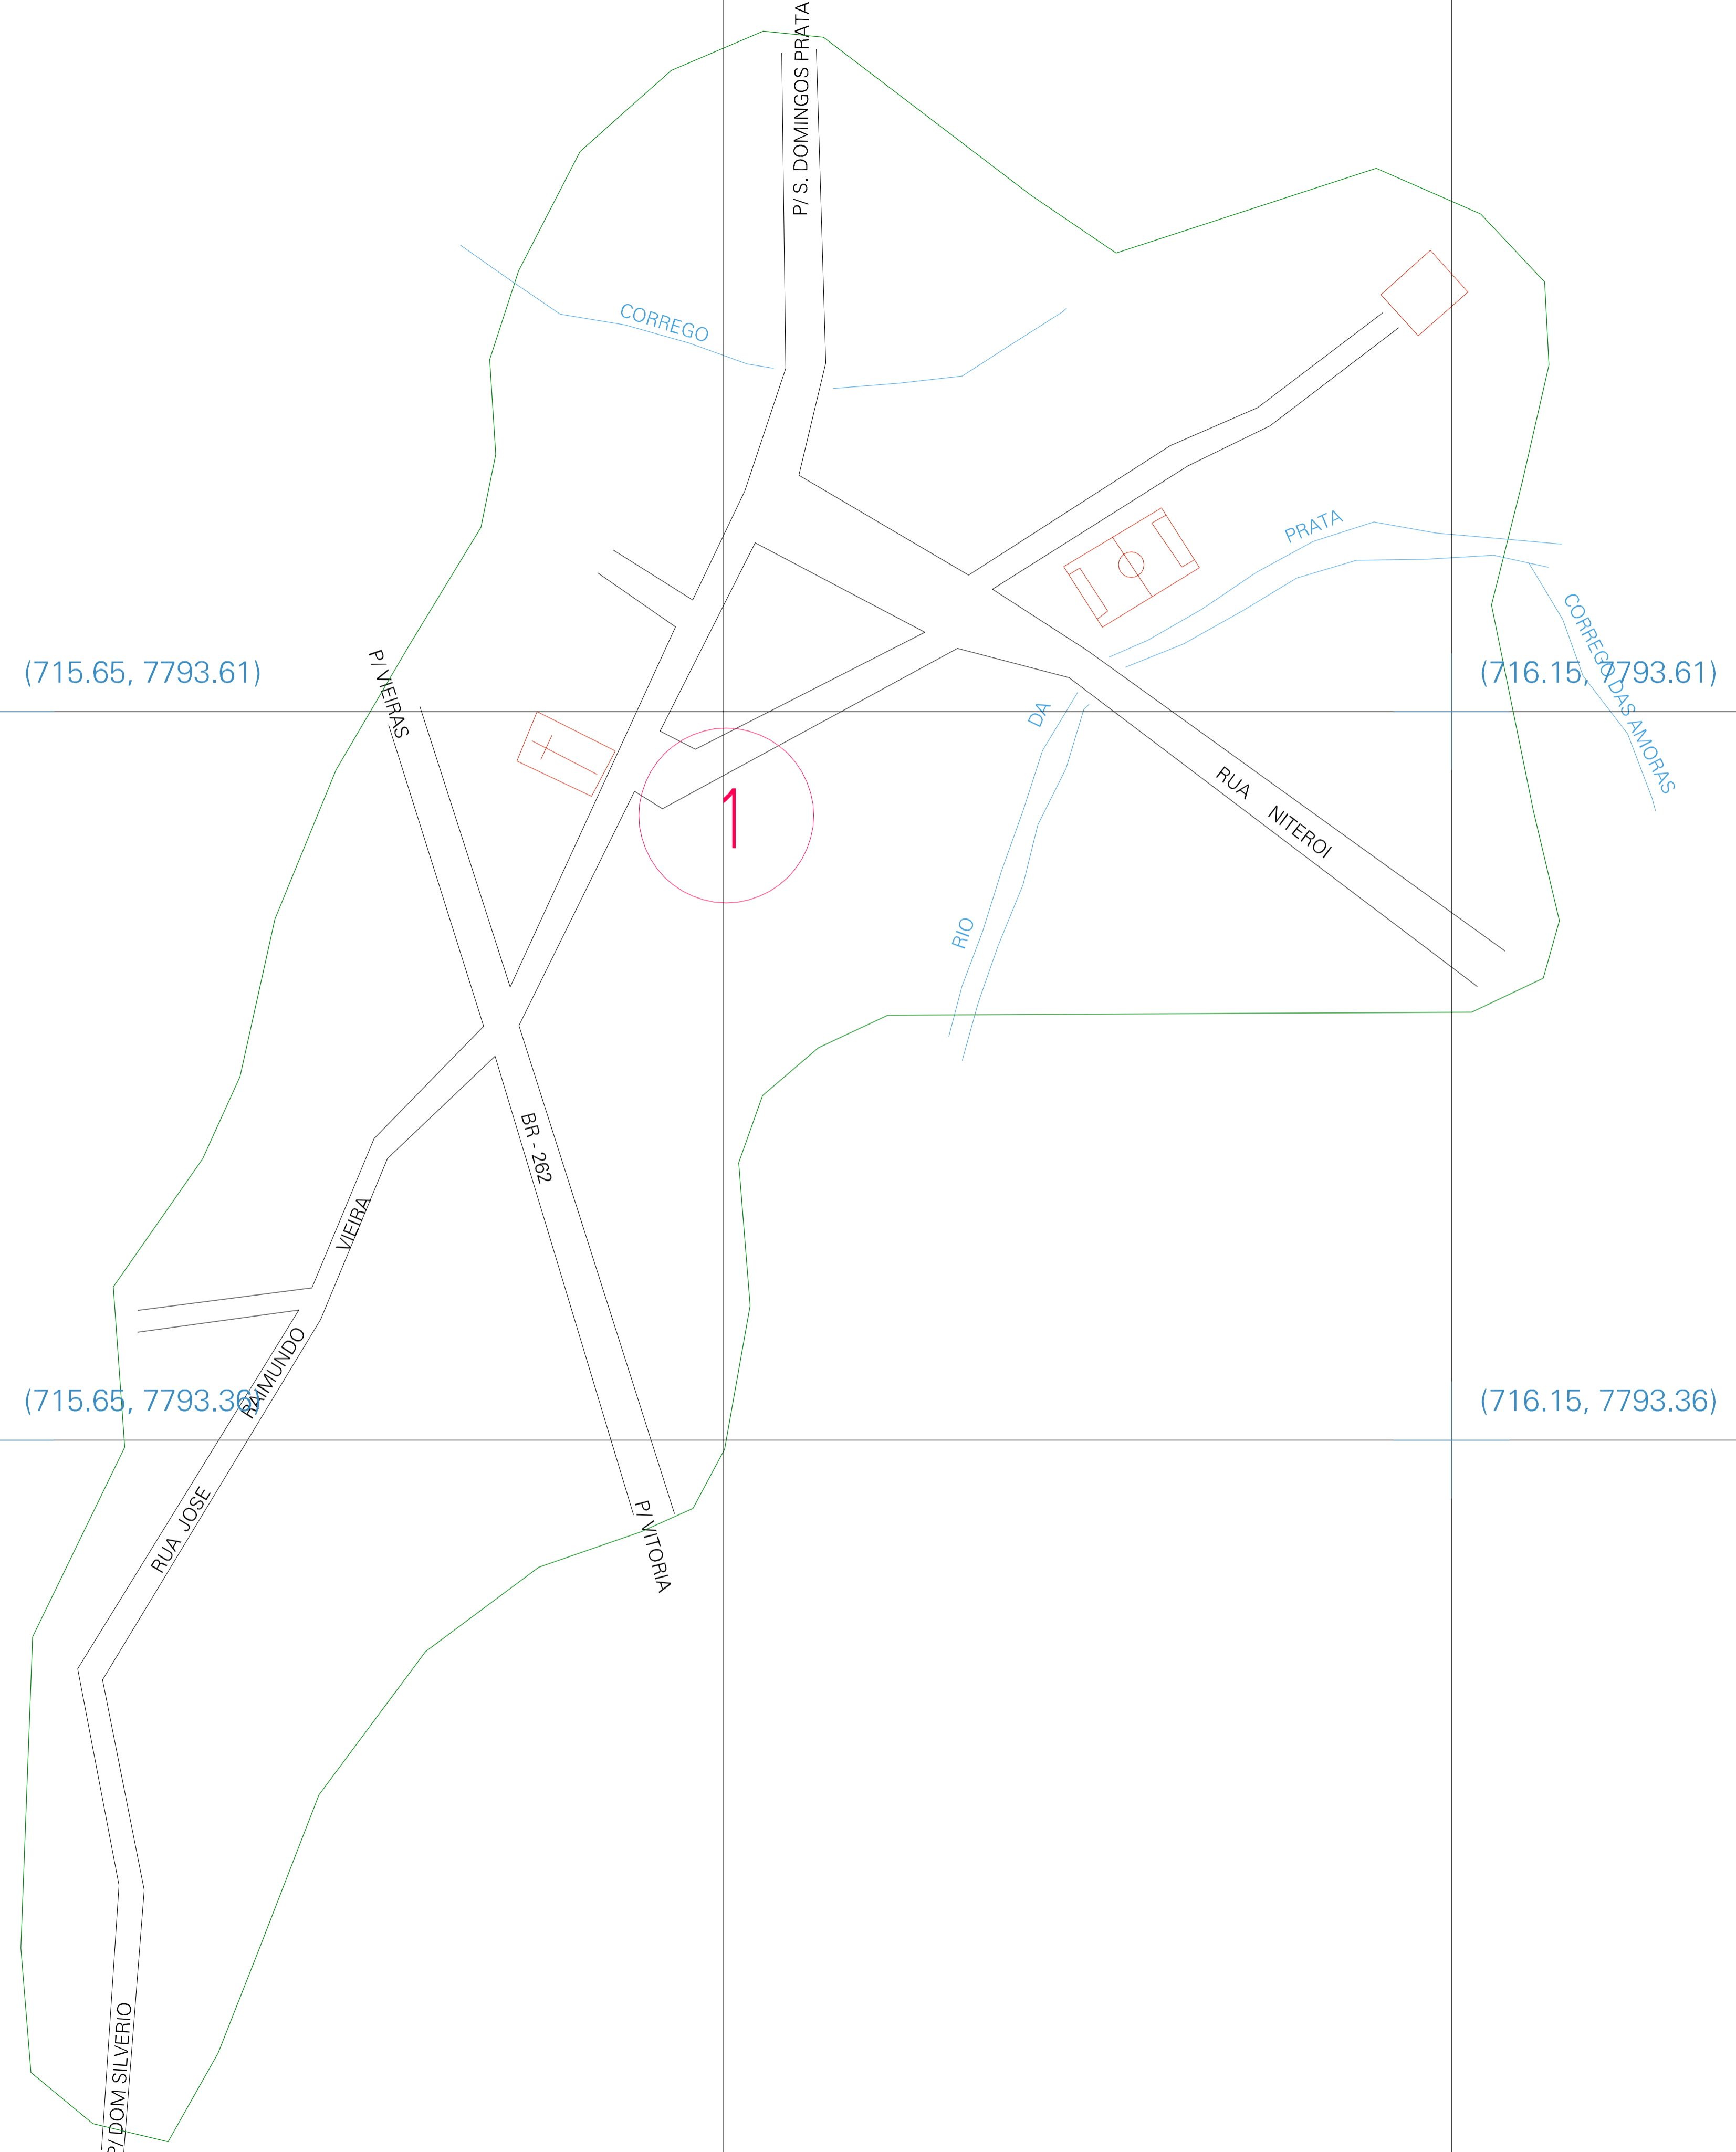 P/ S. DOMINGOS PRATA
CORREGO
PRATA
CORREGO DAS AMORAS
(715.65, 7793.61)
P/ VIEIRAS
(716.15, 7793.61)
DA
RUA NITEROI
1
RIO
BR - 262
VIEIRA
RAIMUNDO
(715.65, 7793.36)
(716.15, 7793.36)
RUA JOSE
P/ VITORIA
P/ DOM SILVERIO